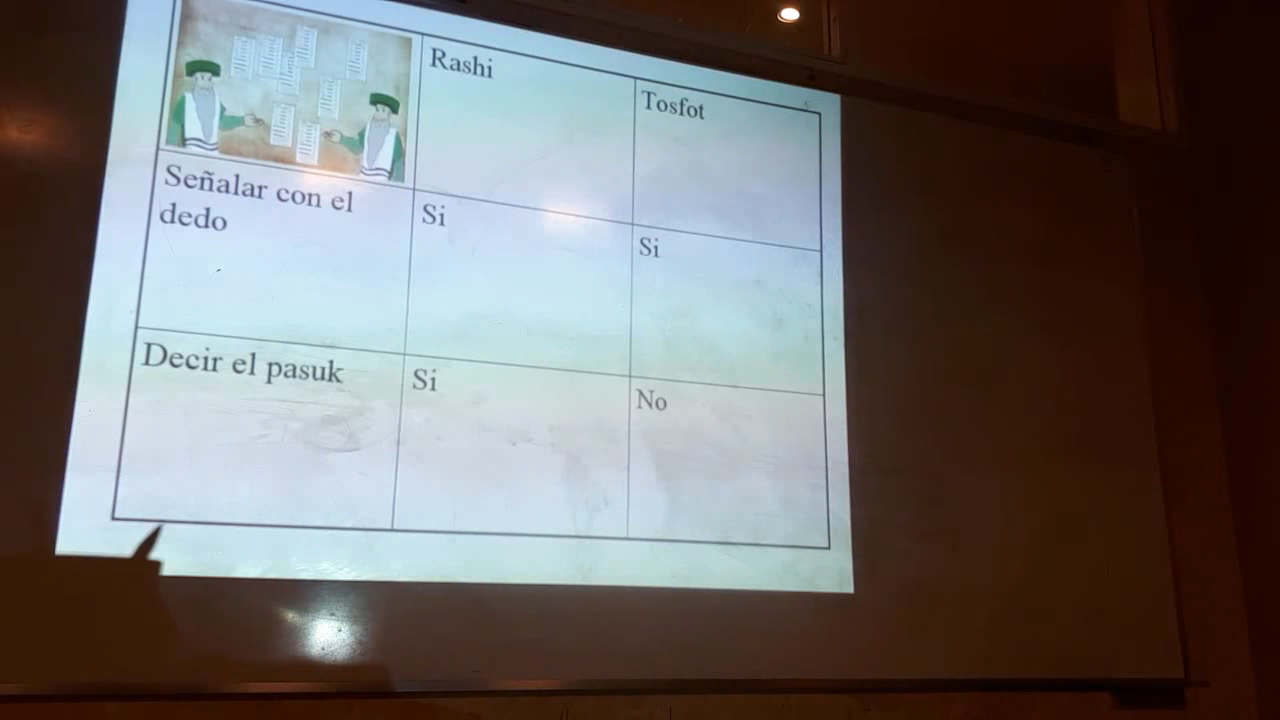 Rashi
Tosfot
Señalar con el
dedo
Si
Si
Decir el pasuk
Si
No